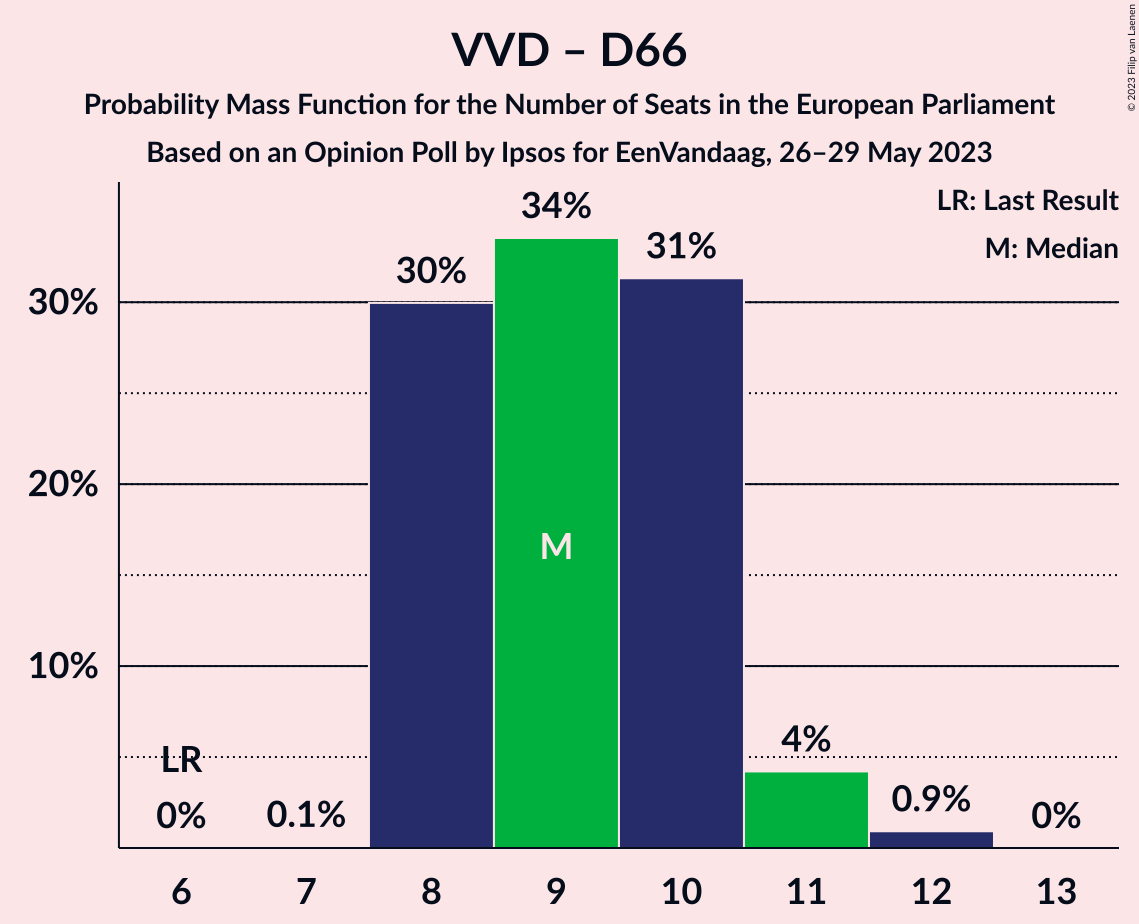 VVD – D66
Probability Mass Function for the Number of Seats in the European Parliament
Based on an Opinion Poll by Ipsos for EenVandaag, 26–29 May 2023
© 2023 Filip van Laenen
LR: Last Result
M: Median
34%
31%
30%
30%
20%
M
10%
4%
LR
0.9%
0%
0.1%
0%
6 7 8 9 10 11 12 13